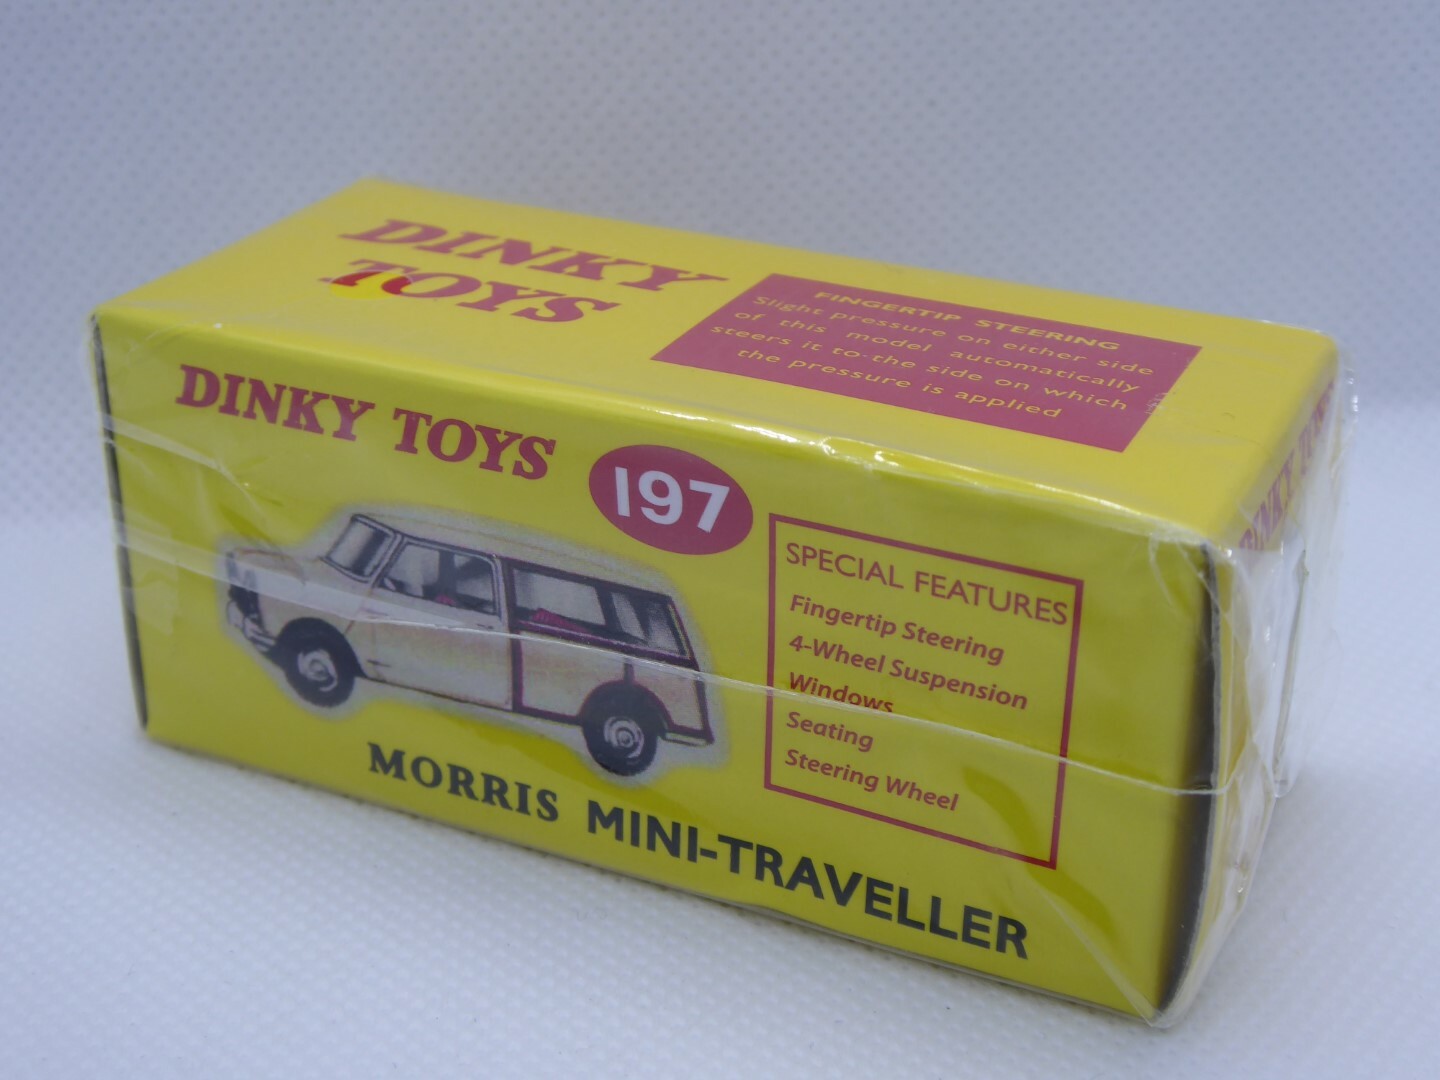 DINKY
TOYS
FINGERTIP STEERING
Slight pressure on either side
of this model automatically
steers it to the side on which
the pressure is applied
DINKY TOYS
197
SPECIAL FEATURES
Fingertip Steering
4-Wheel Suspension
Windows
Seating
Steering Wheel
MORRIS MINI-TRAVELLER
DINKY TOYS